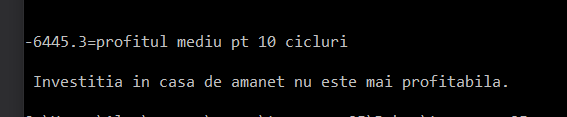 -6445.3=profitul mediu pt 10 cicluri
Investitia in casa de amanet nu este mai profitabila.